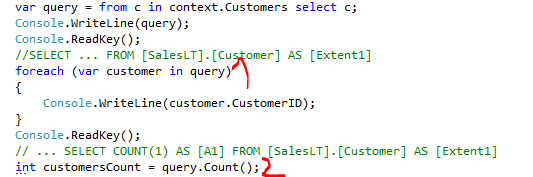 var query = from c in context.Customers select c;
Console.WriteLine(query);
Console.ReadKey();
//SELECT ... FROM [SalesLT].[Customer] AS [Extent1]
foreach (var customer in query)
{
    Console.WriteLine(customer.CustomerID);
}
Console.ReadKey();
// ... SELECT COUNT(1) AS [A1] FROM [SalesLT].[Customer] AS [Extent1]
int customersCount = query.Count(); 2